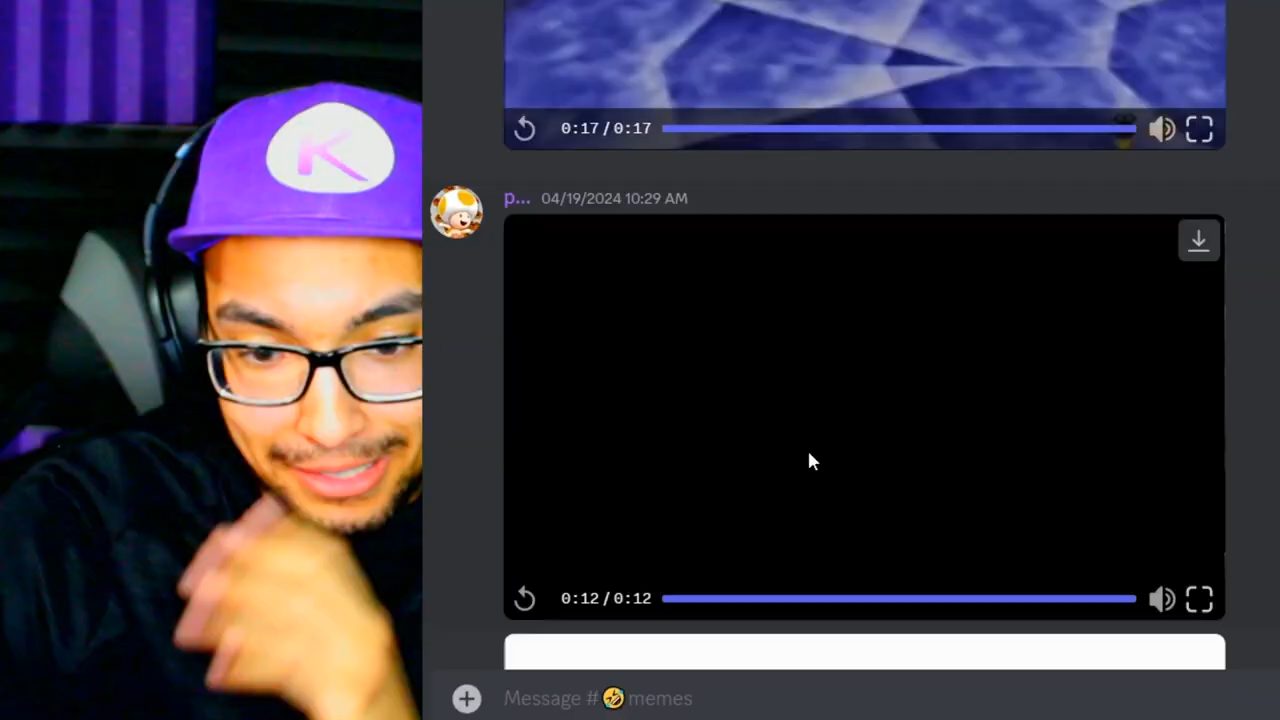 K
0:17 / 0:17
p... 04/19/2024 10:29 AM
0:12 / 0:12
Message #🤣memes